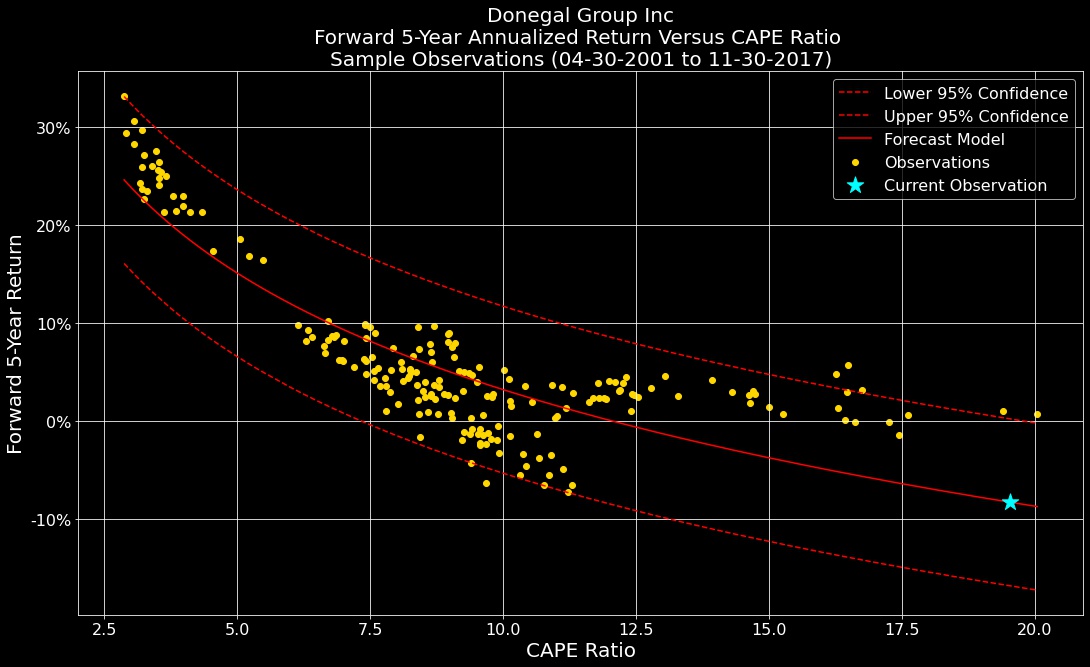 Donegal Group Inc
Forward 5-Year Annualized Return Versus CAPE Ratio
Sample Observations (04-30-2001 to 11-30-2017)
Lower 95% Confidence
Upper 95% Confidence
Forecast Model
Observations
Current Observation
Forward 5-Year Return
30%
20%
10%
0%
-10%
2.5 5.0 7.5 10.0 12.5 15.0 17.5 20.0
CAPE Ratio